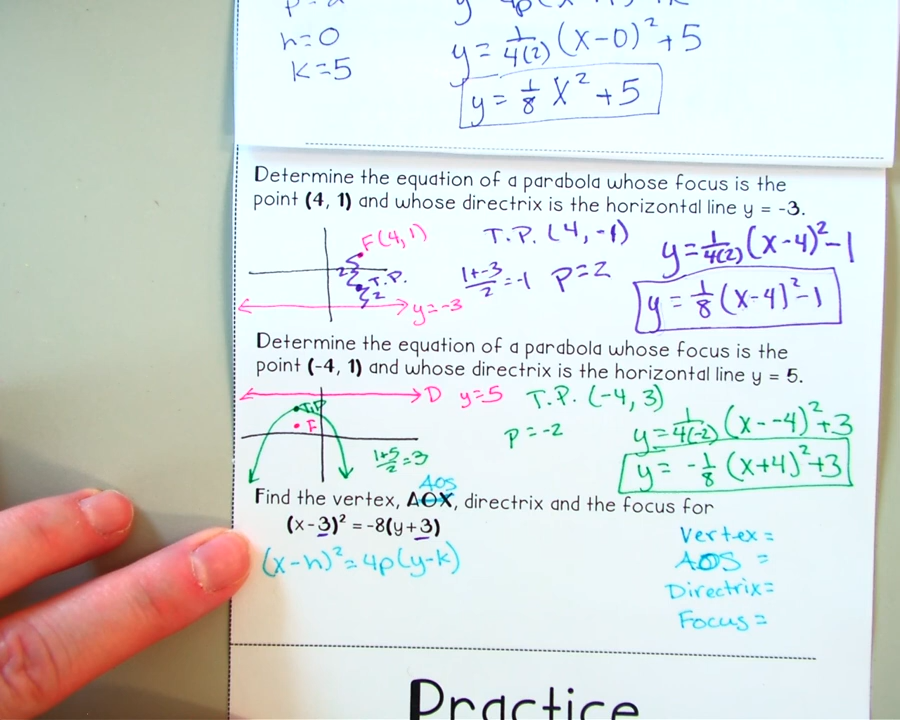 h=0
k=5
y = 1/4(2) (x-0)² + 5
y = 1/8 x² + 5
Determine the equation of a parabola whose focus is the
point (4, 1) and whose directrix is the horizontal line y = -3.
F(4,1)
2
T.P.
2
y=-3
T.P. (4, -1)
1+-3/2 = -1
p=2
y = 1/4(2) (x-4)² - 1
y = 1/8 (x-4)² - 1
Determine the equation of a parabola whose focus is the
point (-4, 1) and whose directrix is the horizontal line y = 5.
D y=5
T.P
F
1+5/2 = 3
T.P. (-4, 3)
p = -2
y = 1/4(-2) (x--4)² + 3
y = -1/8 (x+4)² + 3
AOS
Find the vertex, AOX, directrix and the focus for
(x-3)² = -8(y+3)
(x-h)² = 4p(y-k)
Vertex =
AOS =
Directrix =
Focus =
Practice